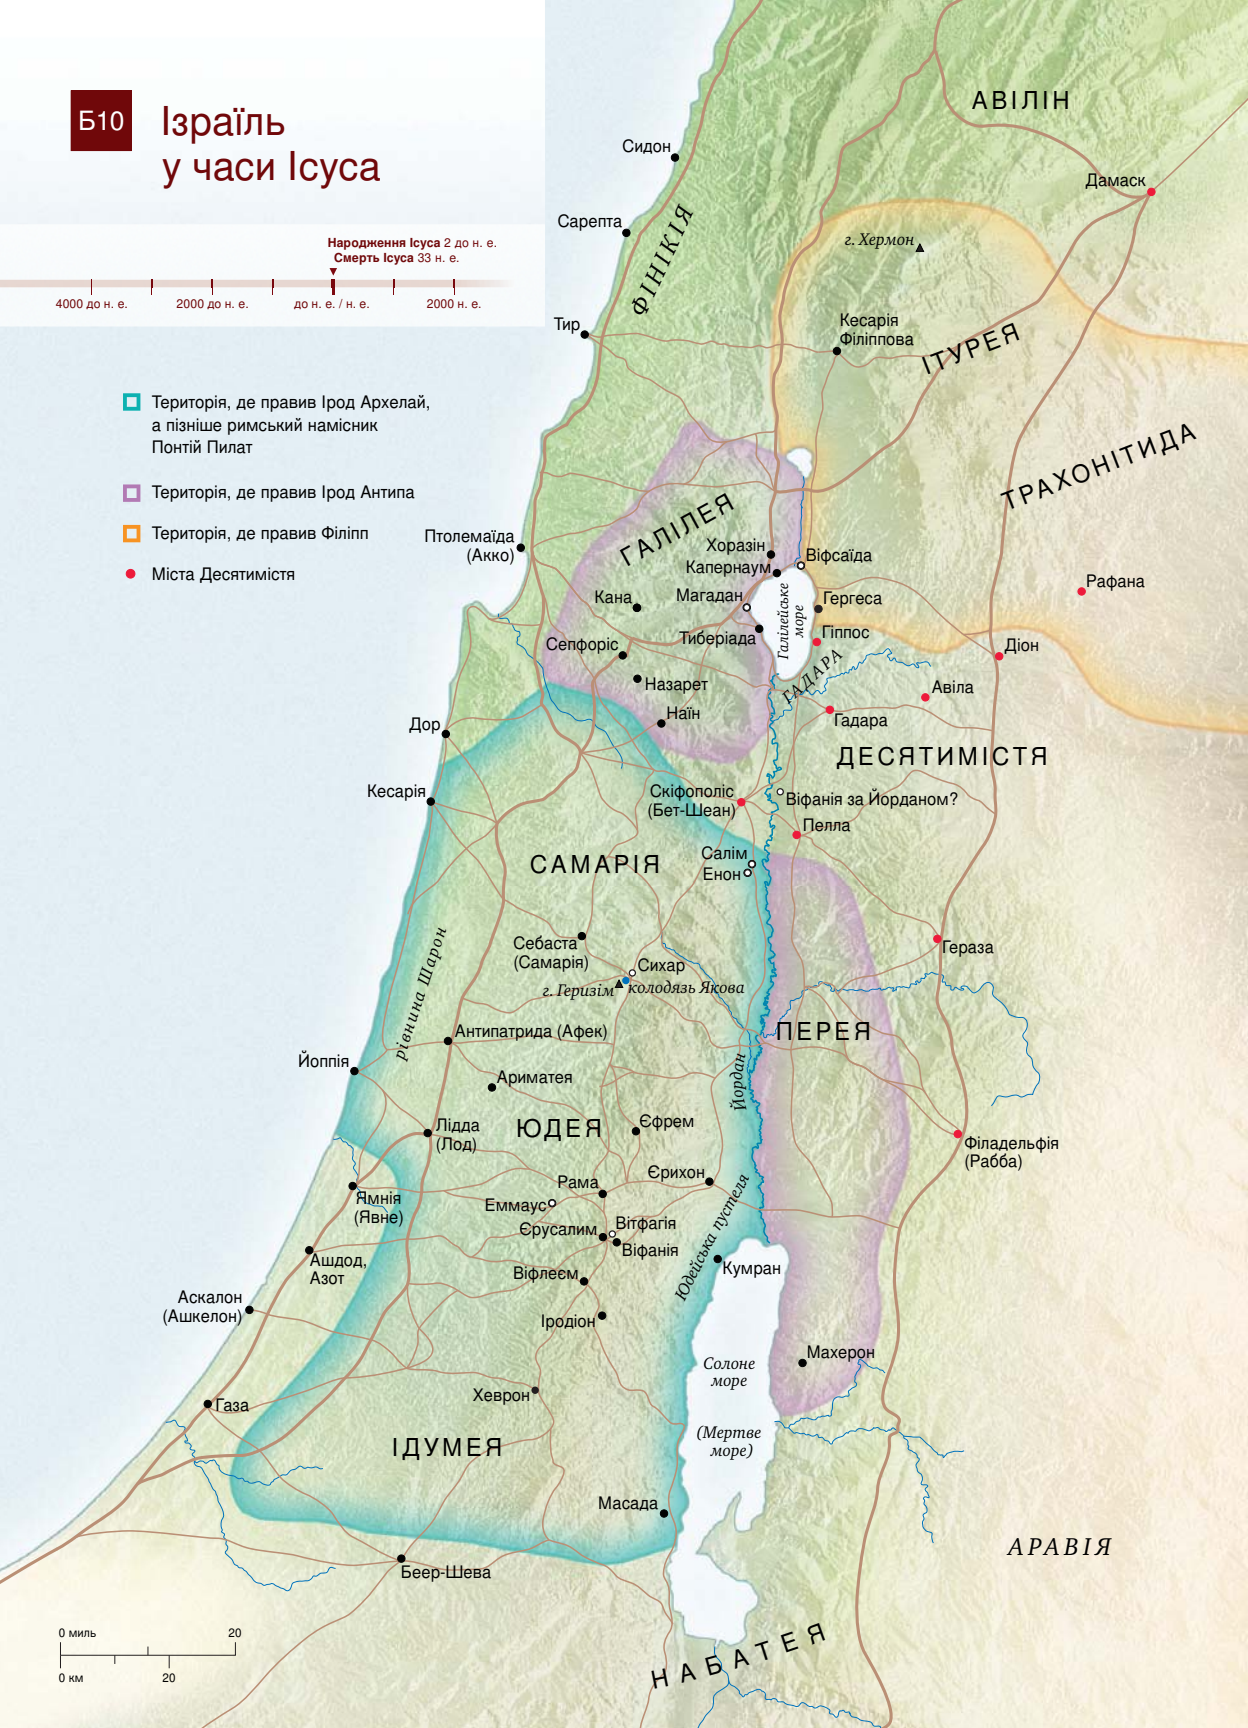 Б10
Ізраїль
у часи Ісуса
Народження Ісуса 2 до н. е.
Смерть Ісуса 33 н. е.
4000 до н. е.
2000 до н. е.
до н. е. / н. е.
2000 н. е.
Територія, де правив Ірод Архелай,
а пізніше римський намісник
Понтій Пилат
Територія, де правив Ірод Антипа
Територія, де правив Філіпп
Міста Десятимістя
АВІЛІН
Сидон
Дамаск
Сарепта
ФІНІКІЯ
г. Хермон
Тир
Кесарія
Філіппова
ІТУРЕЯ
ТРАХОНІТИДА
ГАЛІЛЕЯ
Птолемаїда
(Акко)
Хоразін
Капернаум
Віфсаїда
Рафана
Кана
Магадан
Галілейське
море
Гергеса
Тиберіада
Гіппос
Сепфоріс
Діон
ГАДАРА
Назарет
Авіла
Наїн
Гадара
Дор
ДЕСЯТИМІСТЯ
Кесарія
Скіфополіс
(Бет-Шеан)
Віфанія за Йорданом?
Пелла
САМАРІЯ
Салім
Енон
Себаста
(Самарія)
Гераза
рівнина Шарон
Сихар
г. Геризім
колодязь Якова
Антипатрида (Афек)
ПЕРЕЯ
Йоппія
Ариматея
Йордан
ЮДЕЯ
Єфрем
Лідда
(Лод)
Філадельфія
(Рабба)
Єрихон
Рама
Ямнія
(Явне)
Еммаус
Юдейська пустеля
Єрусалим
Вітфагія
Віфанія
Ашдод,
Азот
Віфлеєм
Кумран
Аскалон
(Ашкелон)
Іродіон
Махерон
Солоне
море
Хеврон
Газа
(Мертве
море)
ІДУМЕЯ
Масада
АРАВІЯ
Беер-Шева
НАБАТЕЯ
0 миль
20
0 км
20